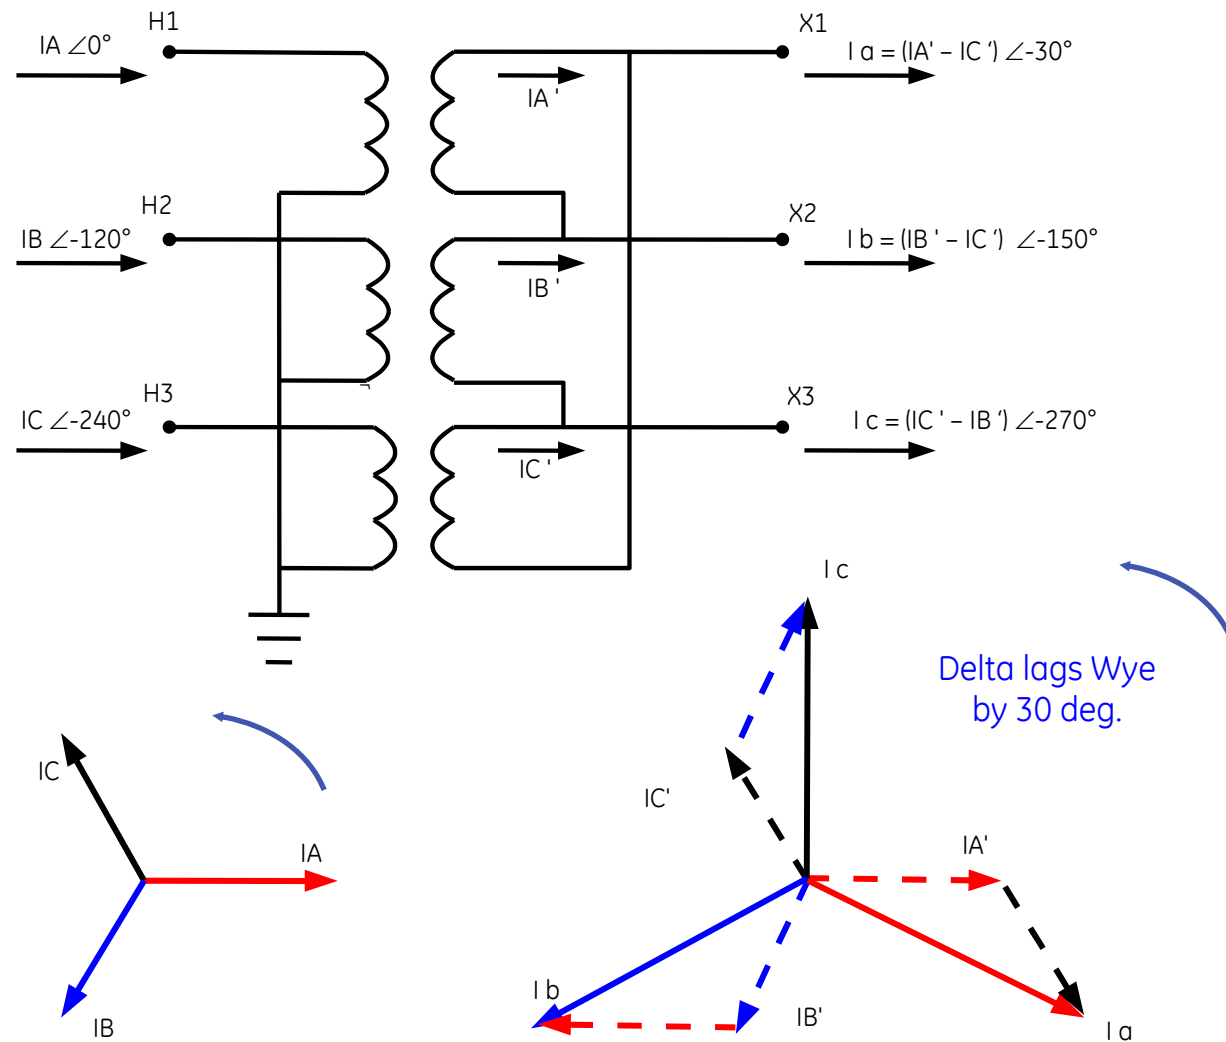 H1
X1
IA ∠0°
I a = (IA' – IC ‘) ∠-30°
IA '
H2
X2
IB ∠-120°
I b = (IB ' – IC ‘) ∠-150°
IB '
H3
X3
IC ∠-240°
I c = (IC ' – IB ‘) ∠-270°
IC '
I c
Delta lags Wye
by 30 deg.
IC
IC'
IA
IA'
I b
IB'
IB
I a